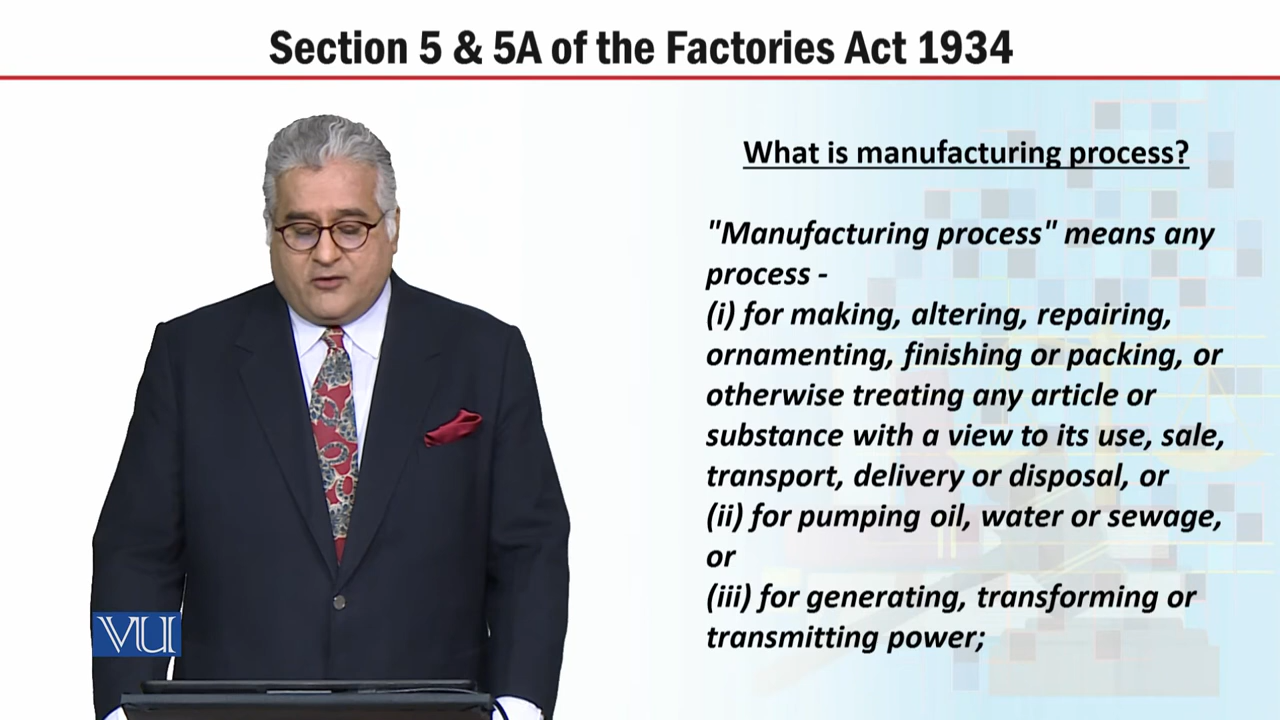 Section 5 & 5A of the Factories Act 1934
What is manufacturing process?
"Manufacturing process" means any
process -
(i) for making, altering, repairing,
ornamenting, finishing or packing, or
otherwise treating any article or
substance with a view to its use, sale,
transport, delivery or disposal, or
(ii) for pumping oil, water or sewage,
or
(iii) for generating, transforming or
transmitting power;
VU